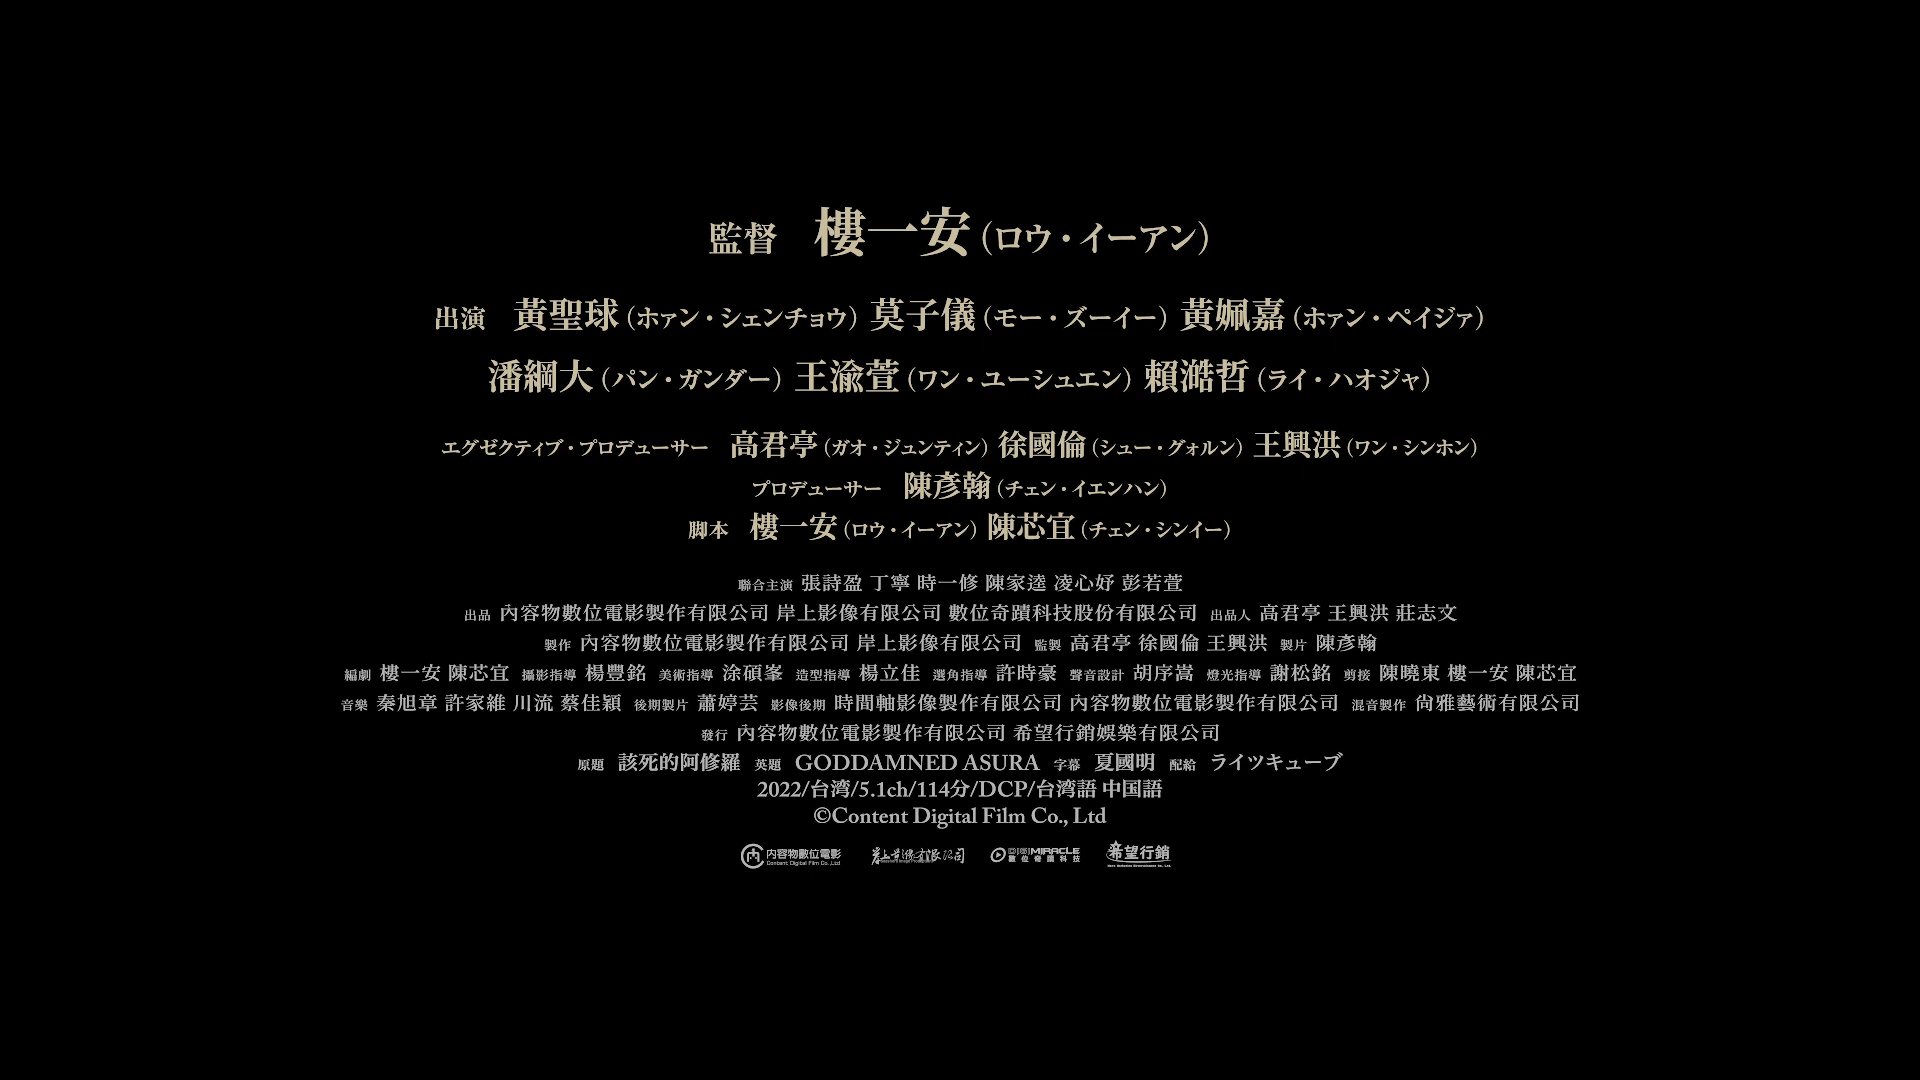 監督 樓一安（ロウ・イーアン）
出演 黃聖球（ホァン・シェンチョウ） 莫子儀（モー・ズーイー） 黃姵嘉（ホァン・ペイジァ）
潘綱大（パン・ガンダー） 王渝萱（ワン・ユーシュエン） 賴澔哲（ライ・ハオジャ）
エグゼクティブ・プロデューサー 高君亭（ガオ・ジュンティン） 徐國倫（シュー・グォルン） 王興洪（ワン・シンホン）
プロデューサー 陳彥翰（チェン・イエンハン）
脚本 樓一安（ロウ・イーアン） 陳芯宜（チェン・シンイー）
聯合主演 張詩盈 丁寧 時一修 陳家逵 凌心妤 彭若萱
出品 內容物數位電影製作有限公司 岸上影像有限公司 數位奇蹟科技股份有限公司 出品人 高君亭 王興洪 莊志文
製作 內容物數位電影製作有限公司 岸上影像有限公司 監製 高君亭 徐國倫 王興洪 製片 陳彥翰
編劇 樓一安 陳芯宜 攝影指導 楊豐銘 美術指導 涂碩峯 造型指導 楊立佳 選角指導 許時豪 聲音設計 胡序嵩 燈光指導 謝松銘 剪接 陳曉東 樓一安 陳芯宜
音樂 秦旭章 許家維 川流 蔡佳穎 後期製片 蕭婷芸 影像後期 時間軸影像製作有限公司 內容物數位電影製作有限公司 混音製作 尙雅藝術有限公司
發行 內容物數位電影製作有限公司 希望行銷娛樂有限公司
原題 該死的阿修羅 英題 GODDAMNED ASURA 字幕 夏國明 配給 ライツキューブ
2022/台湾/5.1ch/114分/DCP/台湾語 中国語
©Content Digital Film Co., Ltd
內容物數位電影 岸上影像有限公司 DIGIMIRACLE 希望行銷
Content Digital Film Co.,Ltd 數位奇蹟科技